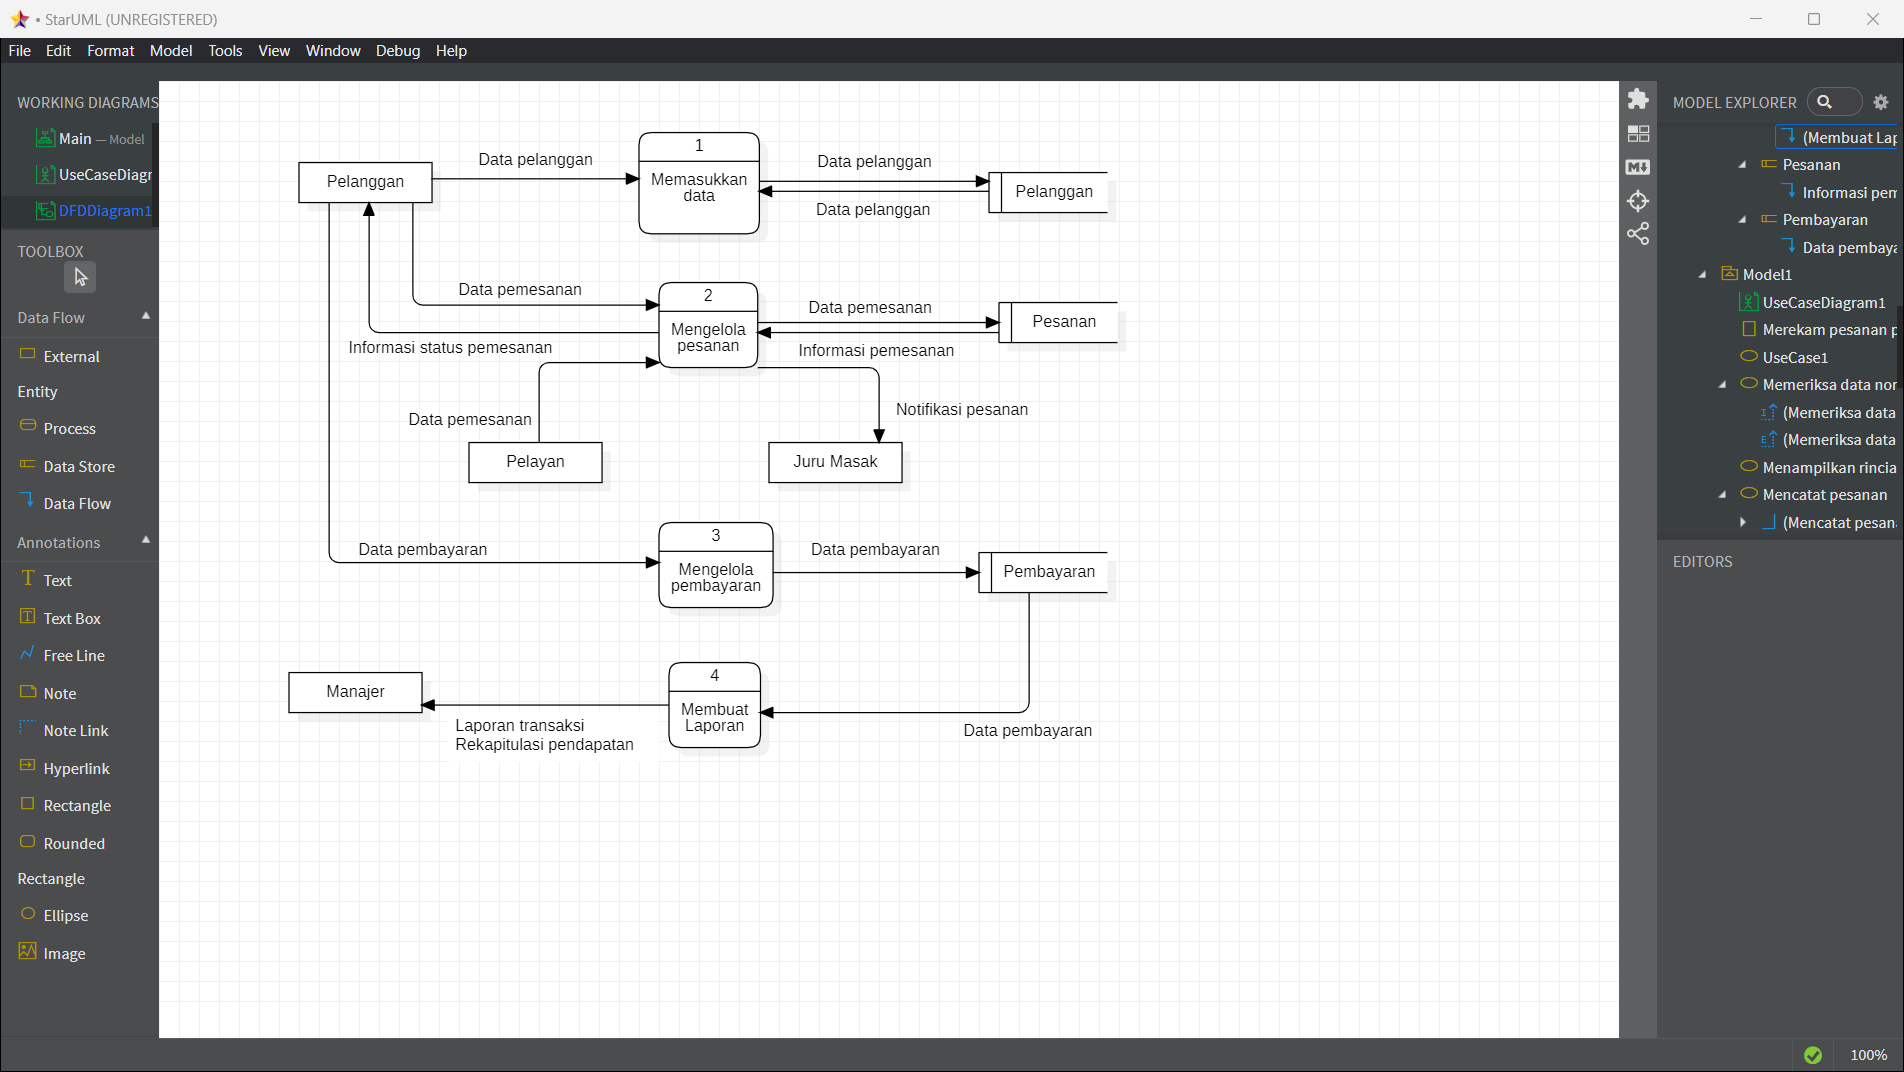 • StarUML (UNREGISTERED)
File Edit Format Model Tools View Window Debug Help
WORKING DIAGRAMS
Main — Model
UseCaseDiagr
DFDDiagram1
TOOLBOX
Data Flow
External
Entity
Process
Data Store
Data Flow
Annotations
Text
Text Box
Free Line
Note
Note Link
Hyperlink
Rectangle
Rounded
Rectangle
Ellipse
Image
Pelanggan
Data pelanggan
1
Memasukkan
data
Data pelanggan
Data pelanggan
Pelanggan
Data pemesanan
Informasi status pemesanan
2
Mengelola
pesanan
Data pemesanan
Informasi pemesanan
Pesanan
Data pemesanan
Notifikasi pesanan
Pelayan
Juru Masak
Data pembayaran
3
Mengelola
pembayaran
Data pembayaran
Pembayaran
Manajer
Laporan transaksi
Rekapitulasi pendapatan
4
Membuat
Laporan
Data pembayaran
MODEL EXPLORER
(Membuat Lap
Pesanan
Informasi pem
Pembayaran
Data pembaya
Model1
UseCaseDiagram1
Merekam pesanan p
UseCase1
Memeriksa data nor
(Memeriksa data
(Memeriksa data
Menampilkan rincia
Mencatat pesanan
(Mencatat pesan
EDITORS
100%